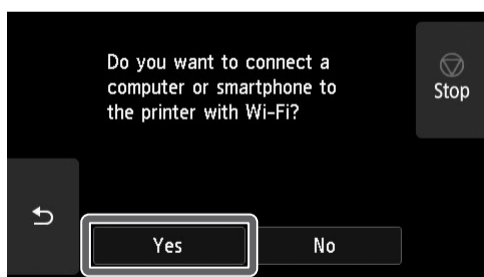 Do you want to connect a
computer or smartphone to
the printer with Wi-Fi?
Stop
Yes
No